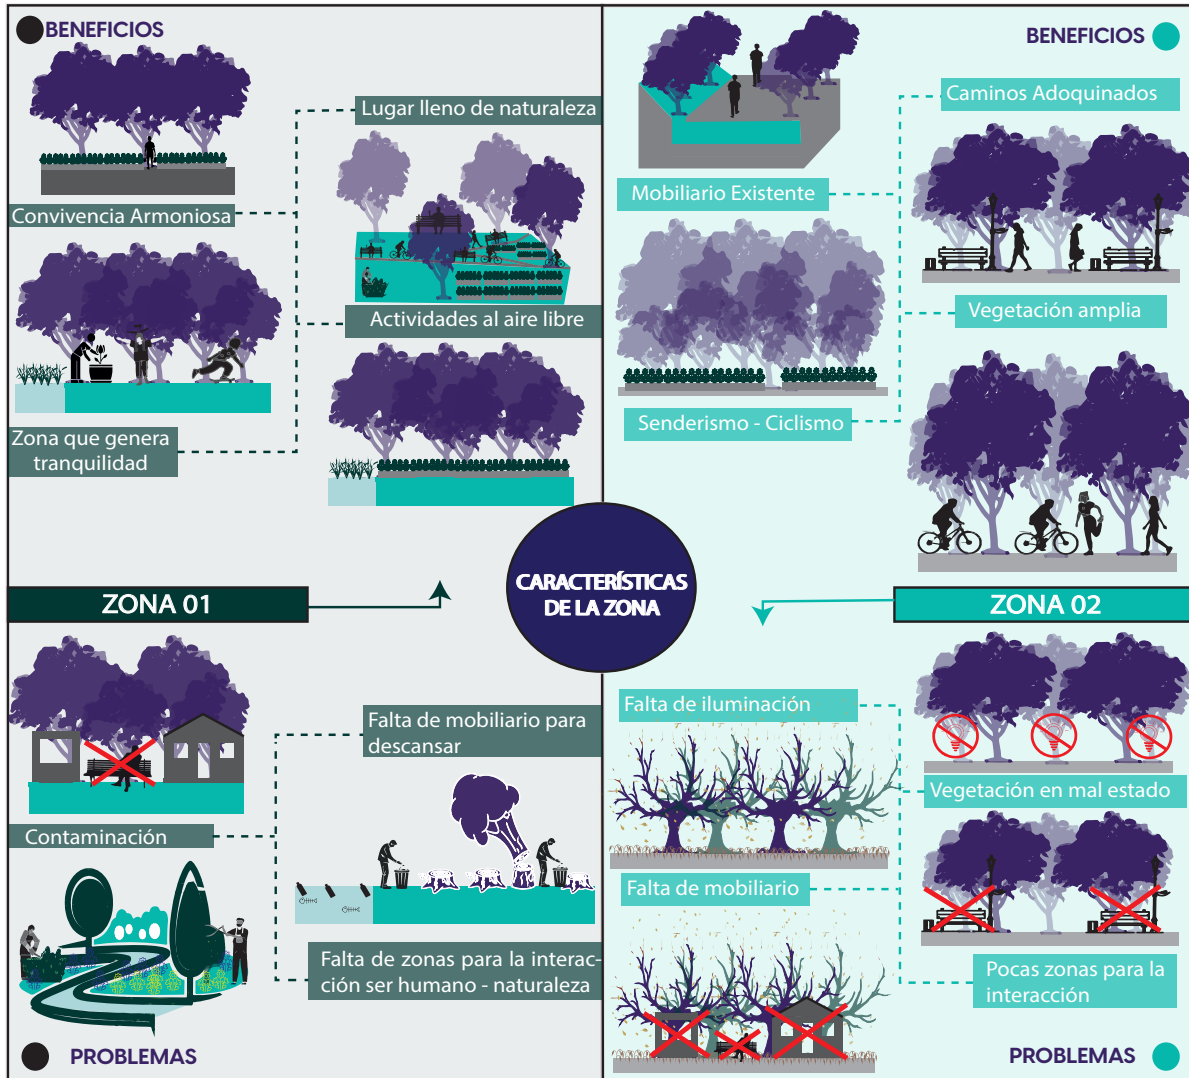 BENEFICIOS
Lugar lleno de naturaleza
Convivencia Armoniosa
Actividades al aire libre
Zona que genera
tranquilidad
BENEFICIOS
Caminos Adoquinados
Mobiliario Existente
Vegetación amplia
Senderismo - Ciclismo
CARACTERÍSTICAS
DE LA ZONA
ZONA 01
ZONA 02
Falta de mobiliario para
descansar
Contaminación
Falta de zonas para la interac-
ción ser humano - naturaleza
PROBLEMAS
Falta de iluminación
Vegetación en mal estado
Falta de mobiliario
Pocas zonas para la
interacción
PROBLEMAS